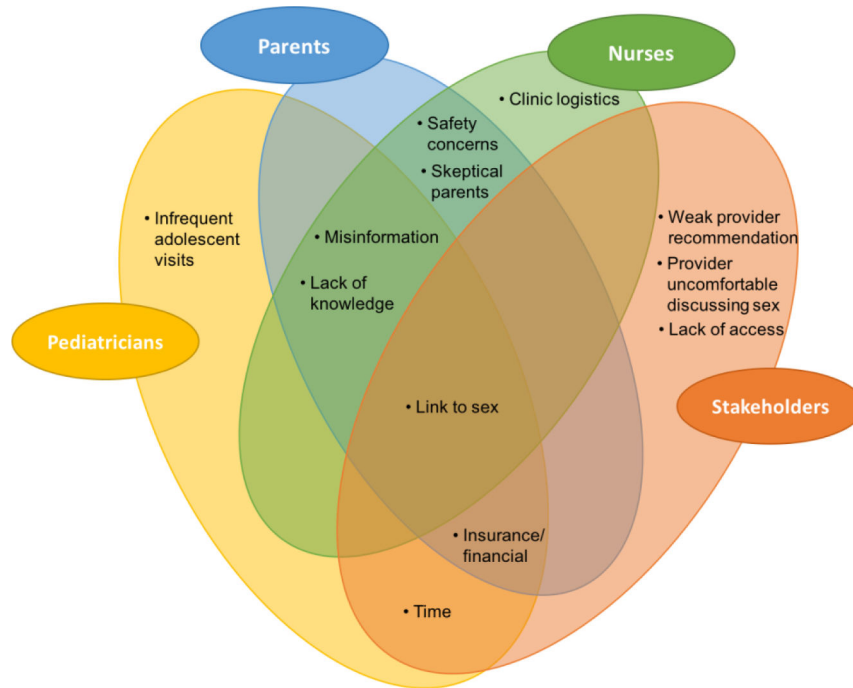 Parents
Nurses
• Clinic logistics
• Safety
concerns
• Skeptical
parents
• Infrequent
adolescent
visits
• Misinformation
• Lack of
knowledge
• Weak provider
recommendation
• Provider
uncomfortable
discussing sex
• Lack of access
Pediatricians
• Link to sex
Stakeholders
• Insurance/
financial
• Time